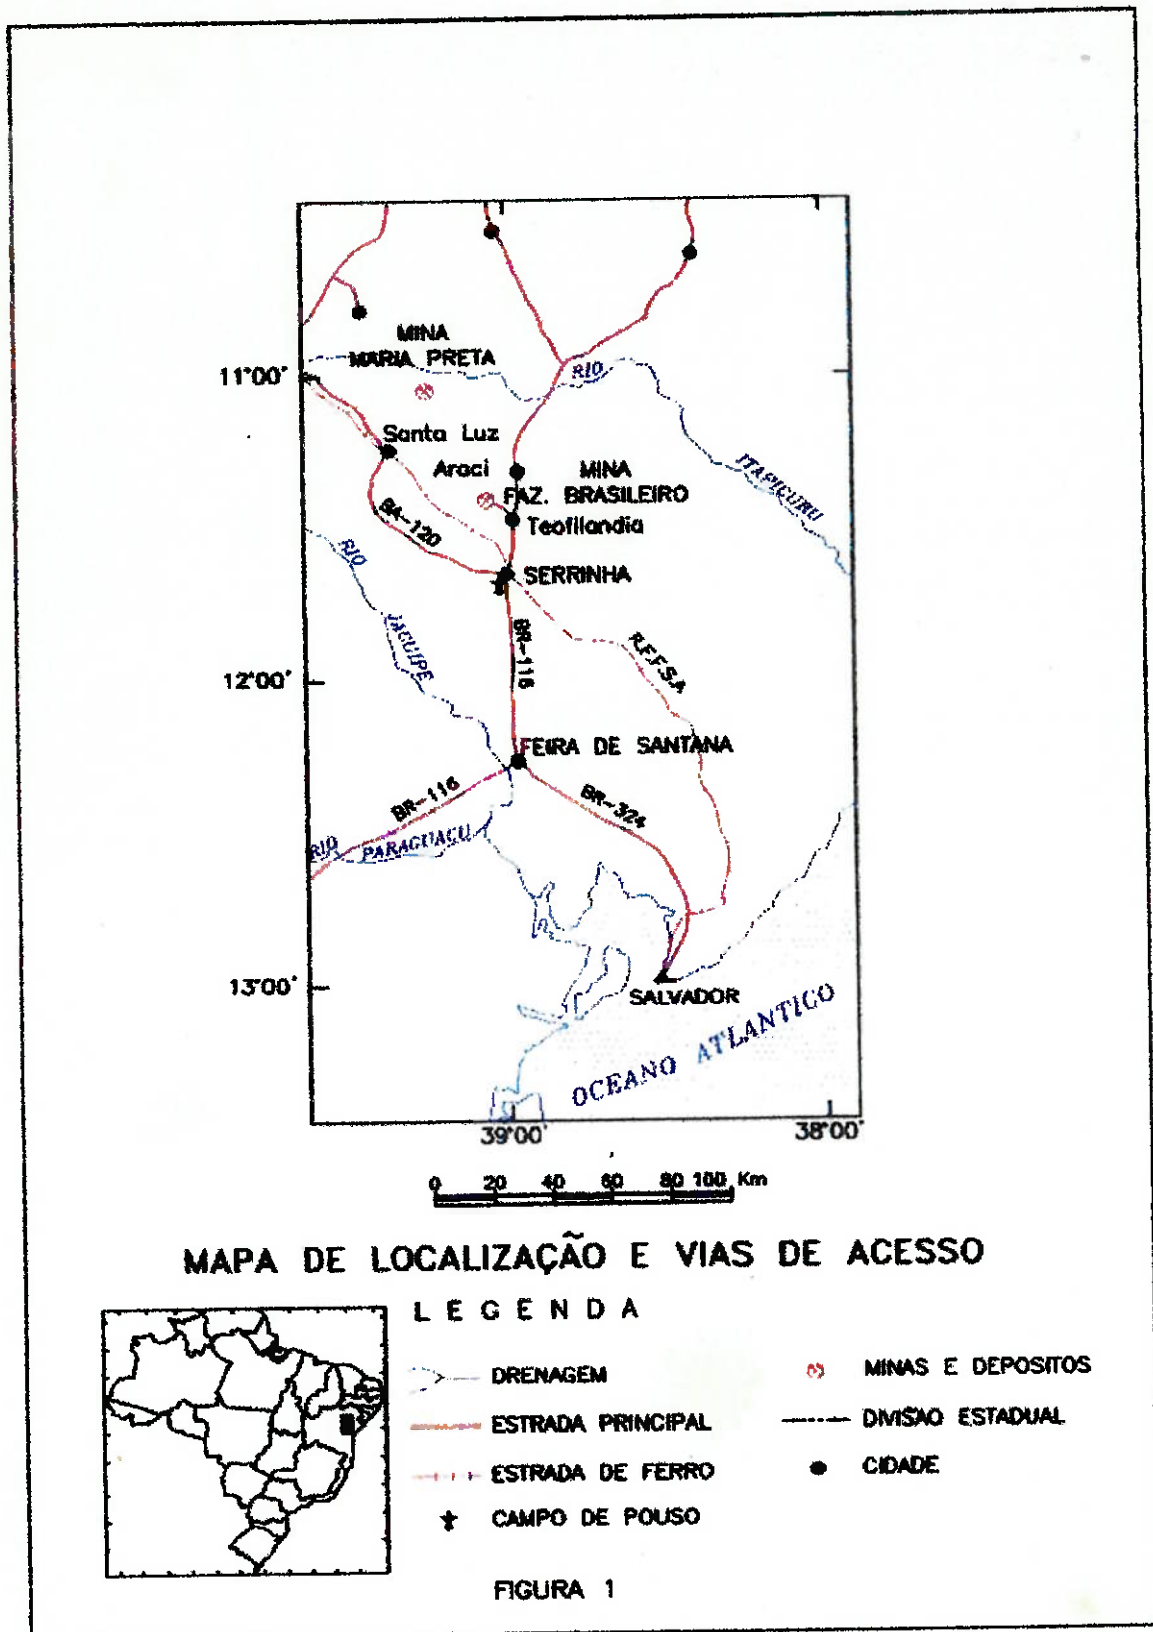 MINA
MARIA PRETA
11°00'
RIO
Santa Luz
Araci
MINA
FAZ. BRASILEIRO
ITAPICURU
Teofilandia
BA-120
RIO
SERRINHA
JACUIPE
BR-116
R.F.F.S.A
12°00'
FEIRA DE SANTANA
BR-116
BR-324
RIO PARAGUAÇU
13°00'
SALVADOR
OCEANO ATLANTICO
39°00'
38°00'
0 20 40 60 80 100 Km
MAPA DE LOCALIZAÇÃO E VIAS DE ACESSO
L E G E N D A
DRENAGEM
MINAS E DEPOSITOS
ESTRADA PRINCIPAL
DIVISAO ESTADUAL
ESTRADA DE FERRO
CIDADE
CAMPO DE POUSO
FIGURA 1